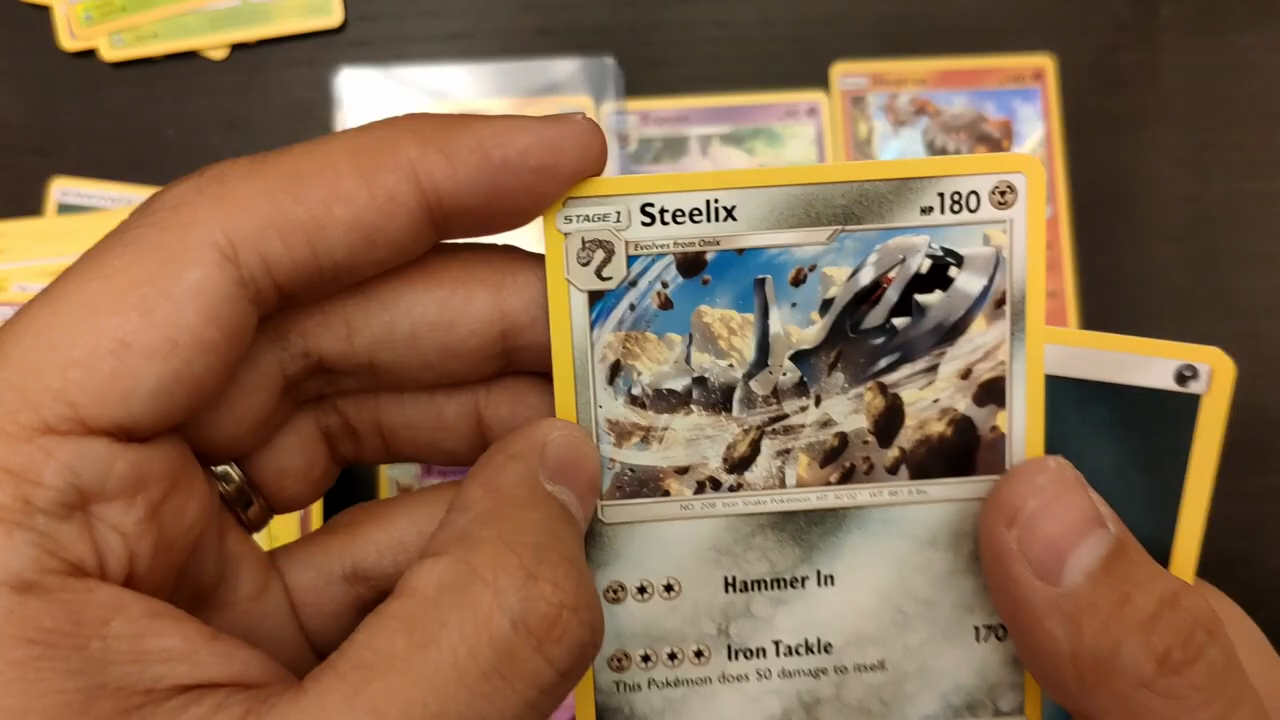 STAGE 1 Steelix HP 180
Evolves from Onix
NO. 208 Iron Snake Pokémon HT: 30'02" WT: 881.8 lbs.
Hammer In
Iron Tackle 170
This Pokémon does 50 damage to itself.